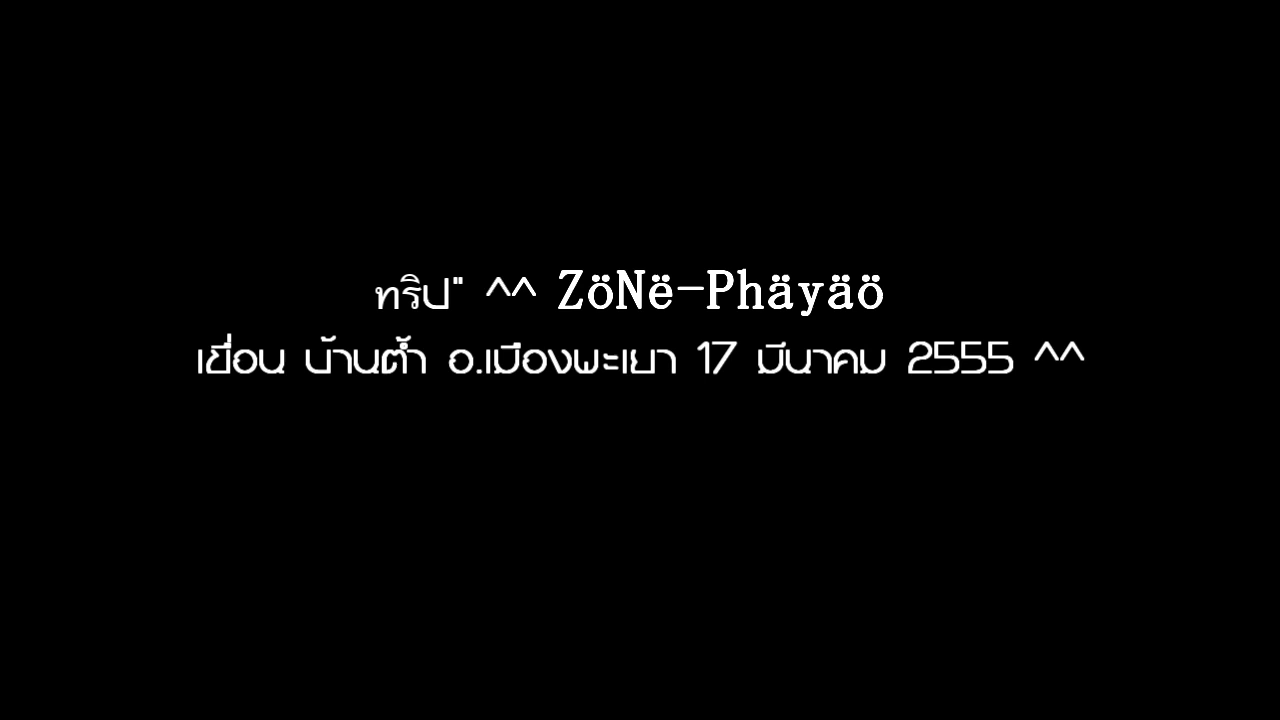 ทริป" ^^ ZöNë-Phäyäö
เขื่อน บ้านต๊ำ อ.เมืองพะเยา 17 มีนาคม 2555 ^^